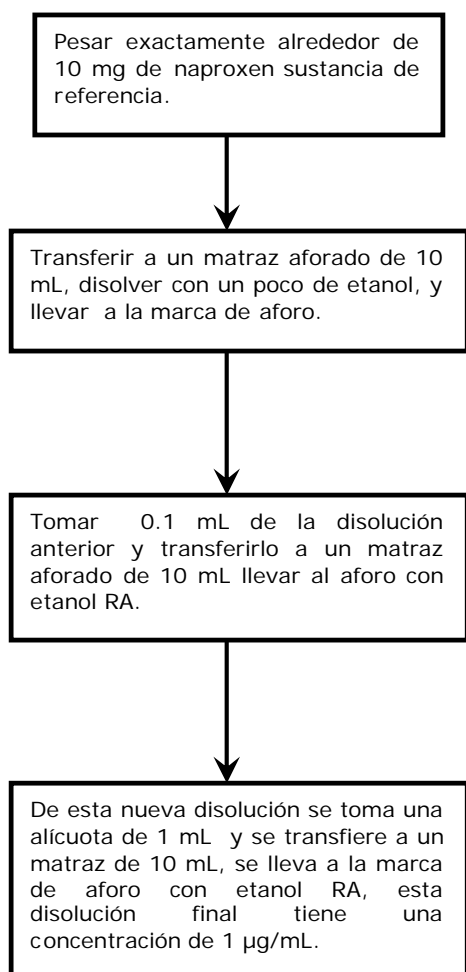 Pesar exactamente alrededor de
10 mg de naproxen sustancia de
referencia.
Transferir a un matraz aforado de 10
mL, disolver con un poco de etanol, y
llevar a la marca de aforo.
Tomar 0.1 mL de la disolución
anterior y transferirlo a un matraz
aforado de 10 mL llevar al aforo con
etanol RA.
De esta nueva disolución se toma una
alícuota de 1 mL y se transfiere a un
matraz de 10 mL, se lleva a la marca
de aforo con etanol RA, esta
disolución final tiene una
concentración de 1 µg/mL.